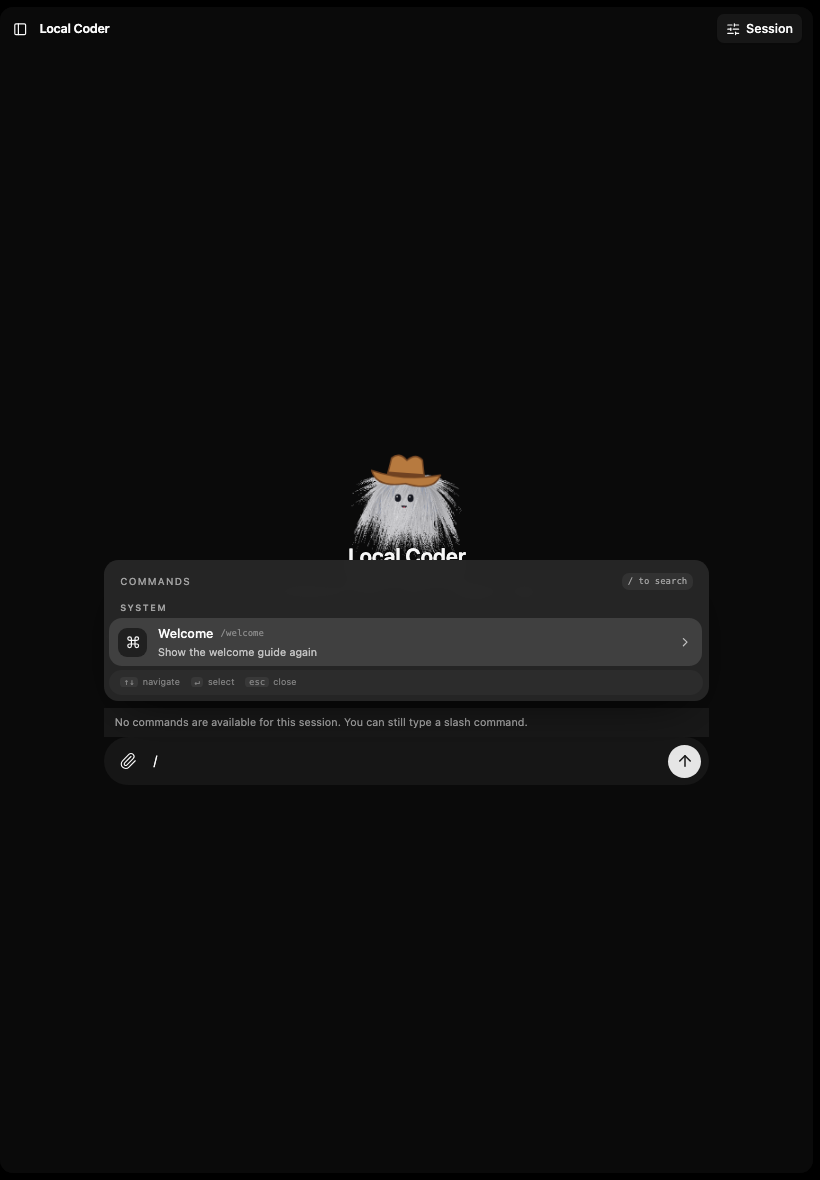 Local Coder
Session
Local Coder
COMMANDS
/ to search
SYSTEM
Welcome /welcome
Show the welcome guide again
↑↓ navigate ↵ select esc close
No commands are available for this session. You can still type a slash command.
/